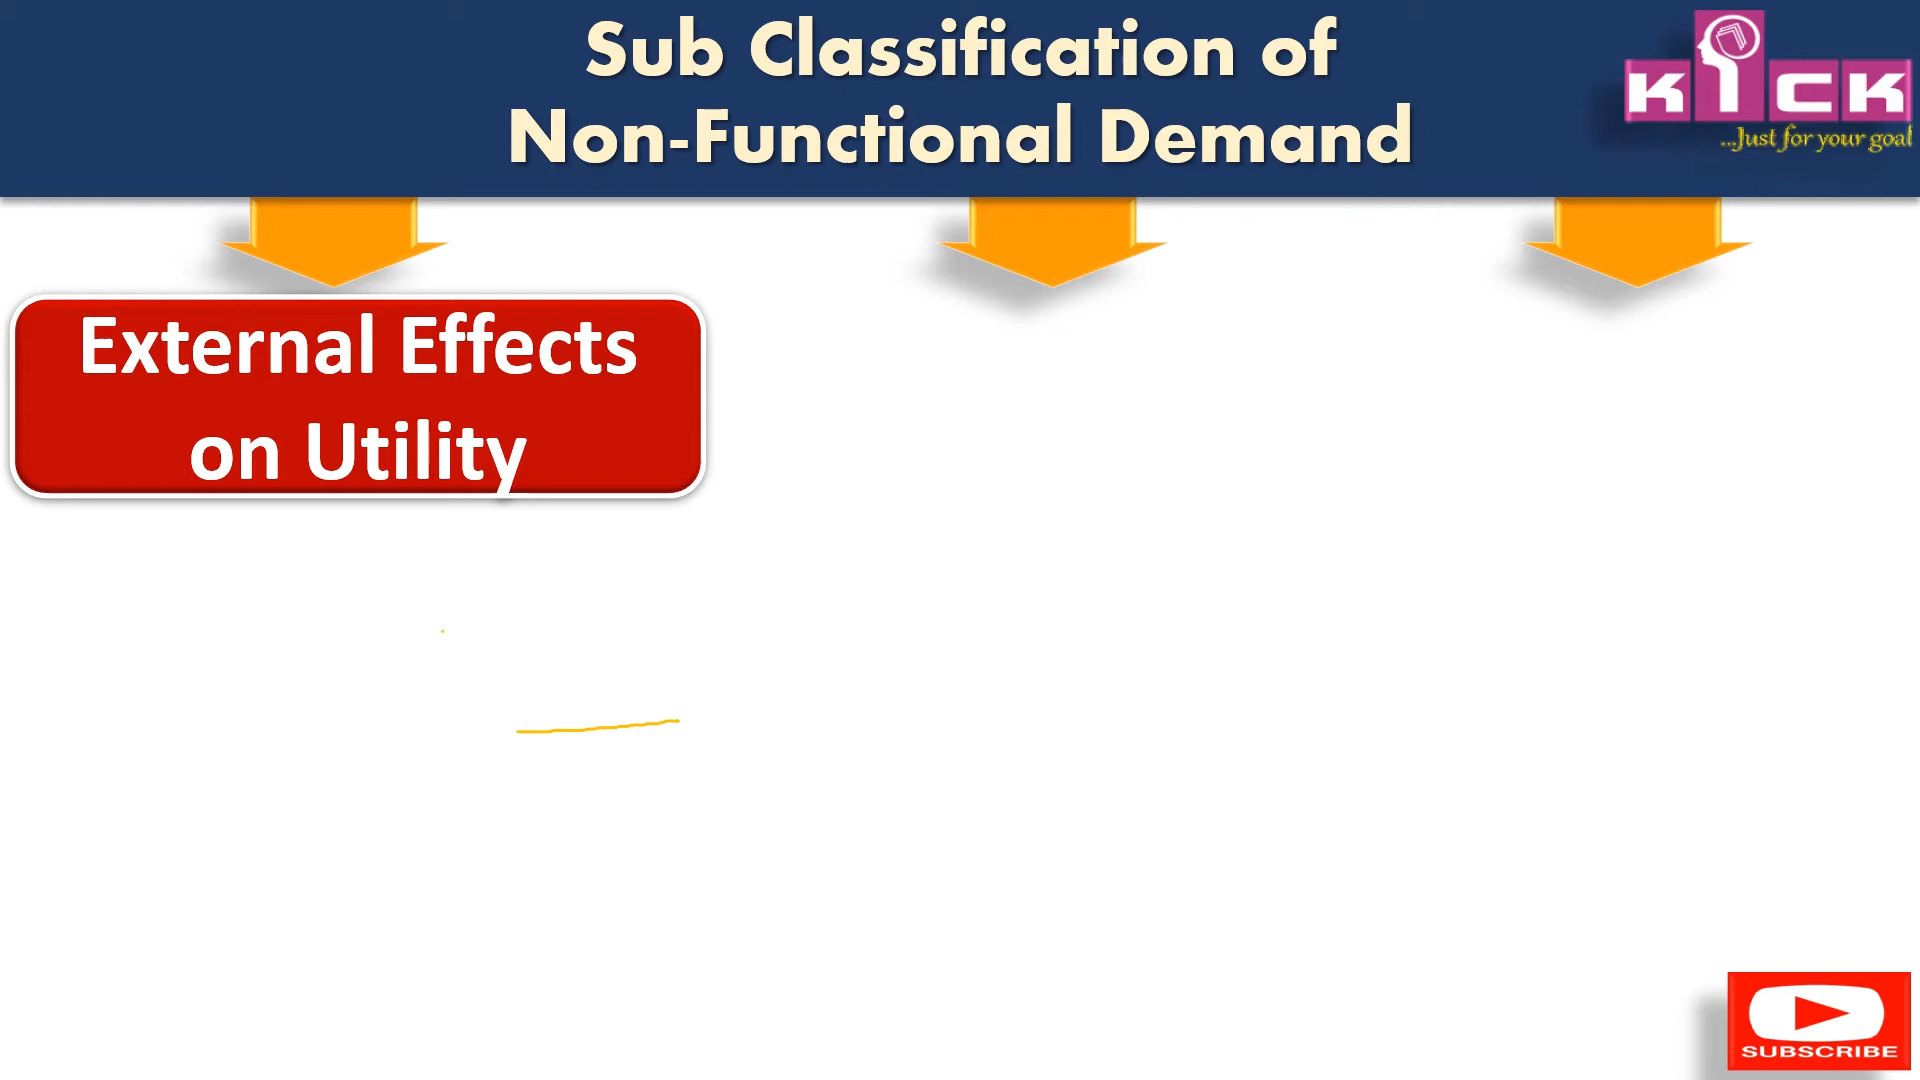 Sub Classification of
Non-Functional Demand
KICK
...Just for your goal
External Effects
on Utility
SUBSCRIBE